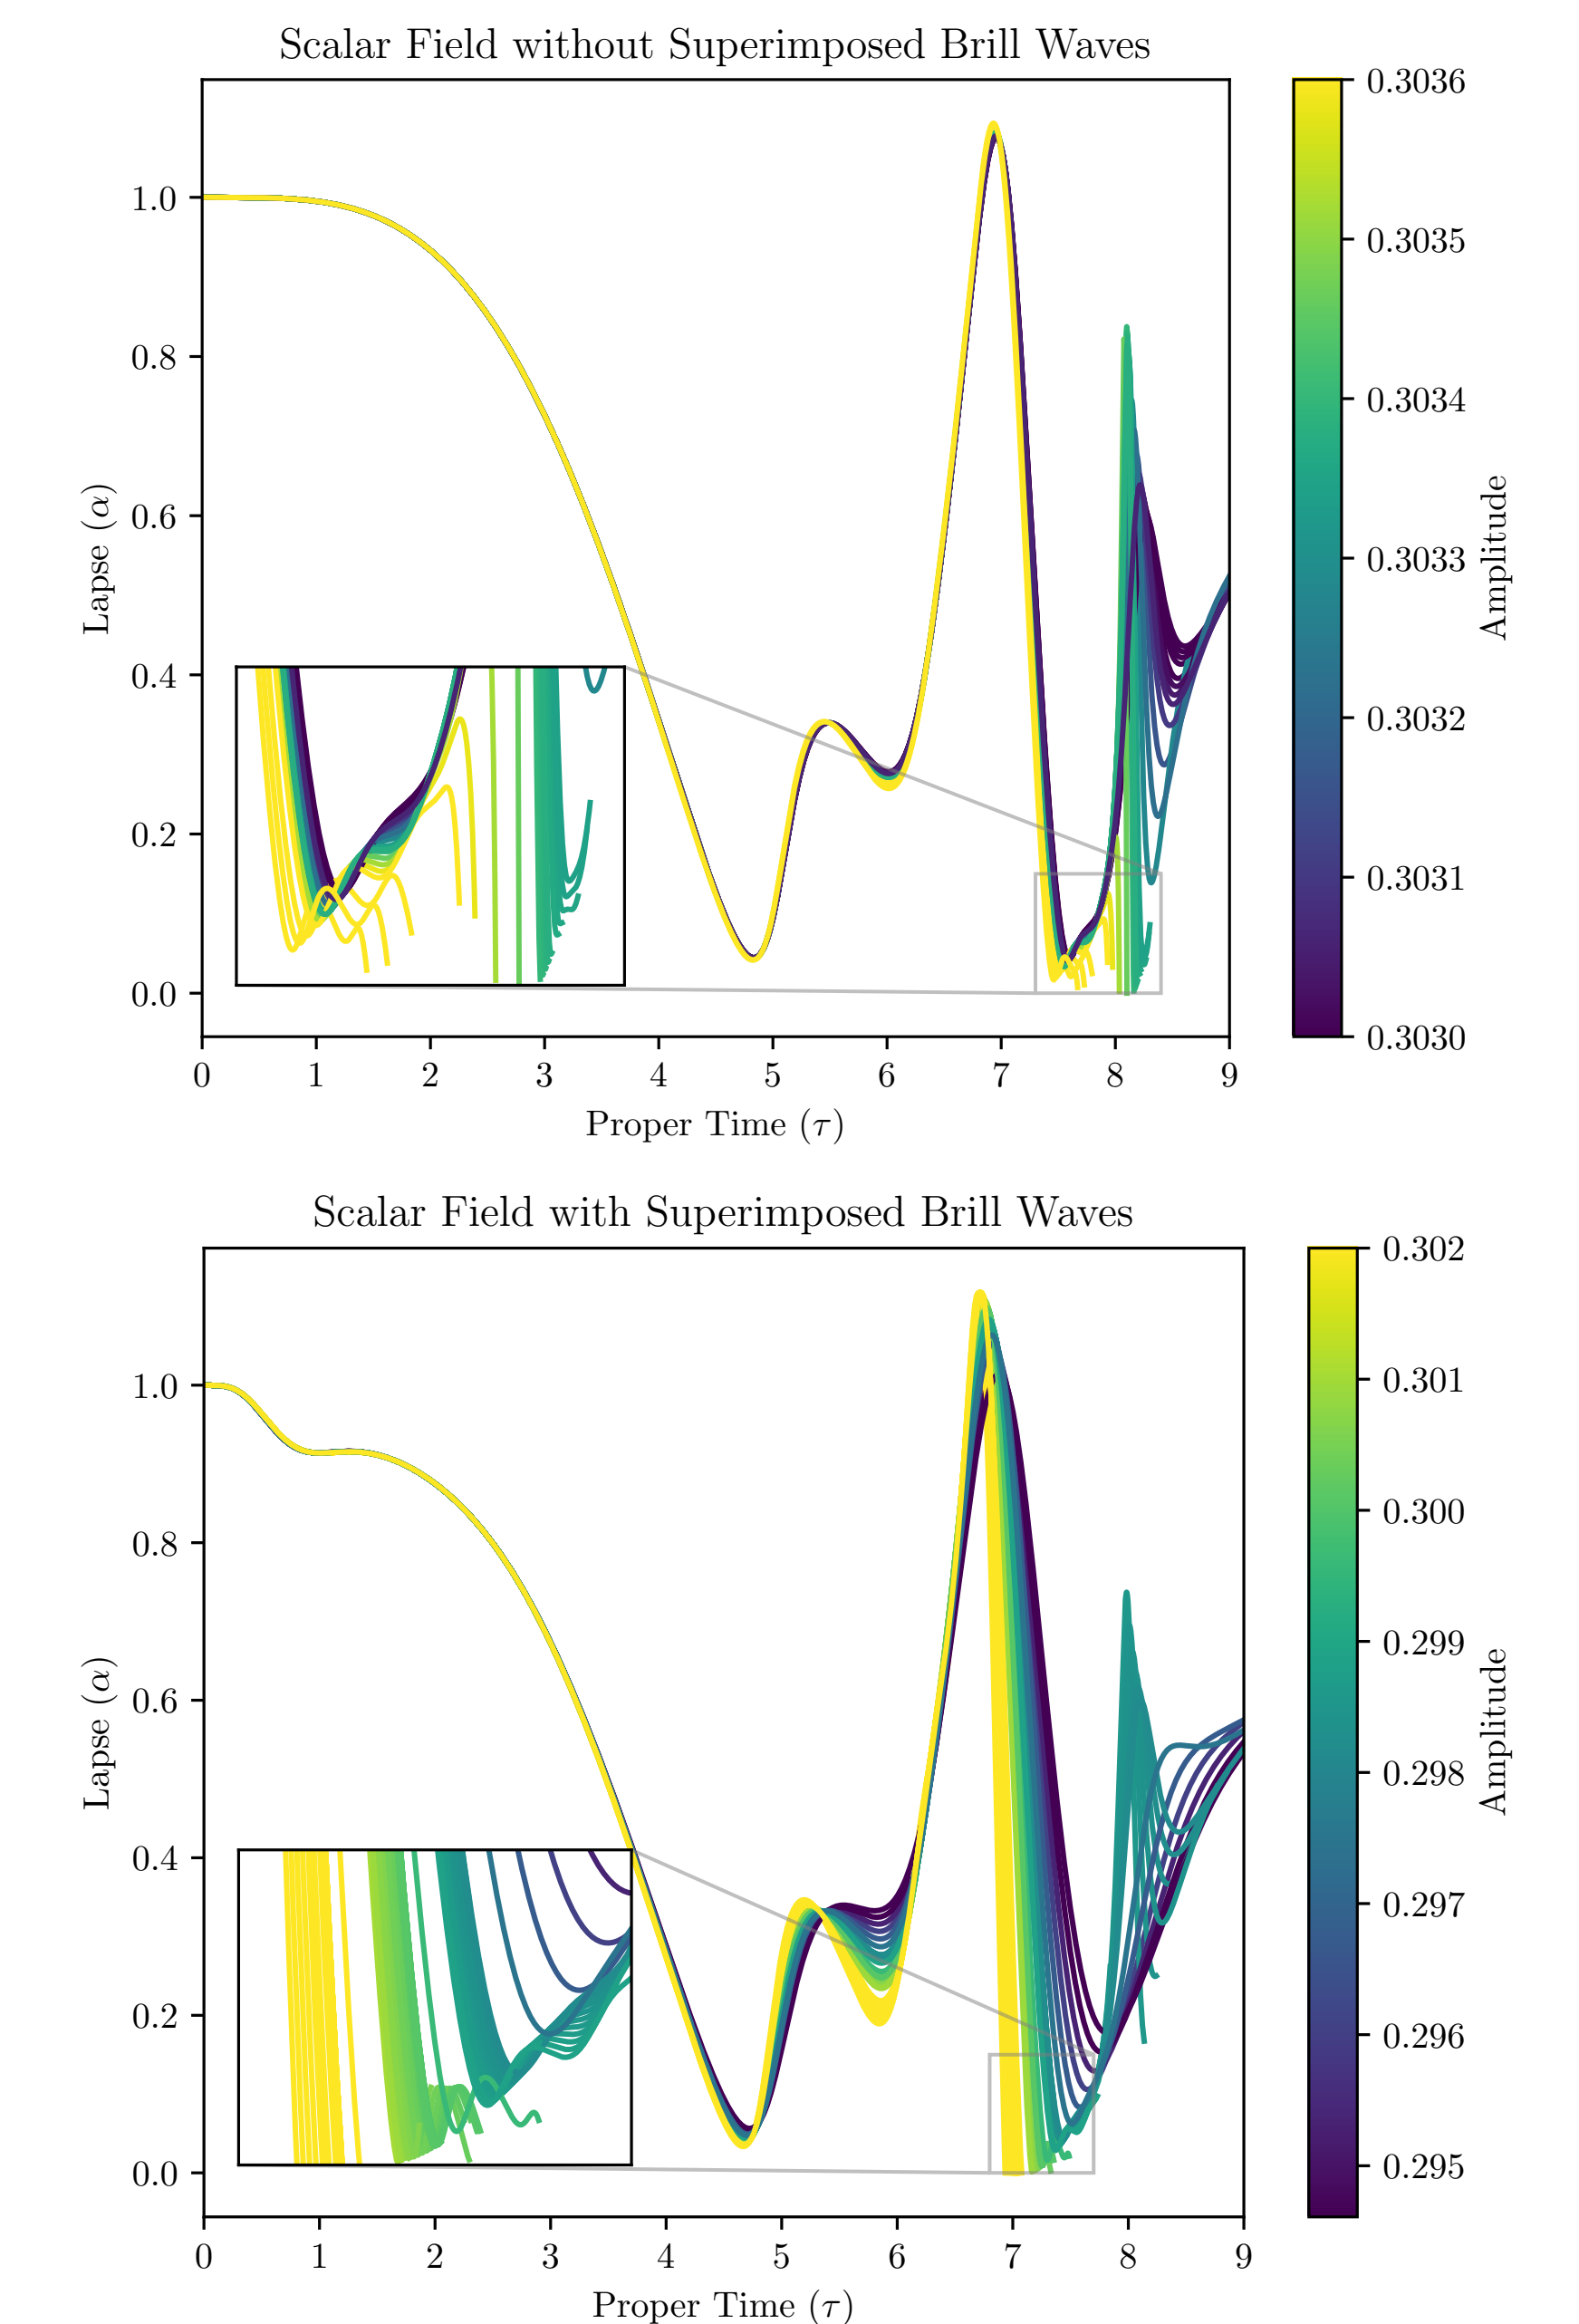 Scalar Field without Superimposed Brill Waves
Lapse (α)
1.0
0.8
0.6
0.4
0.2
0.0
0 1 2 3 4 5 6 7 8 9
Proper Time (τ)
0.3036
0.3035
0.3034
0.3033
0.3032
0.3031
0.3030
Amplitude
Scalar Field with Superimposed Brill Waves
Lapse (α)
1.0
0.8
0.6
0.4
0.2
0.0
0 1 2 3 4 5 6 7 8 9
Proper Time (τ)
0.302
0.301
0.300
0.299
0.298
0.297
0.296
0.295
Amplitude